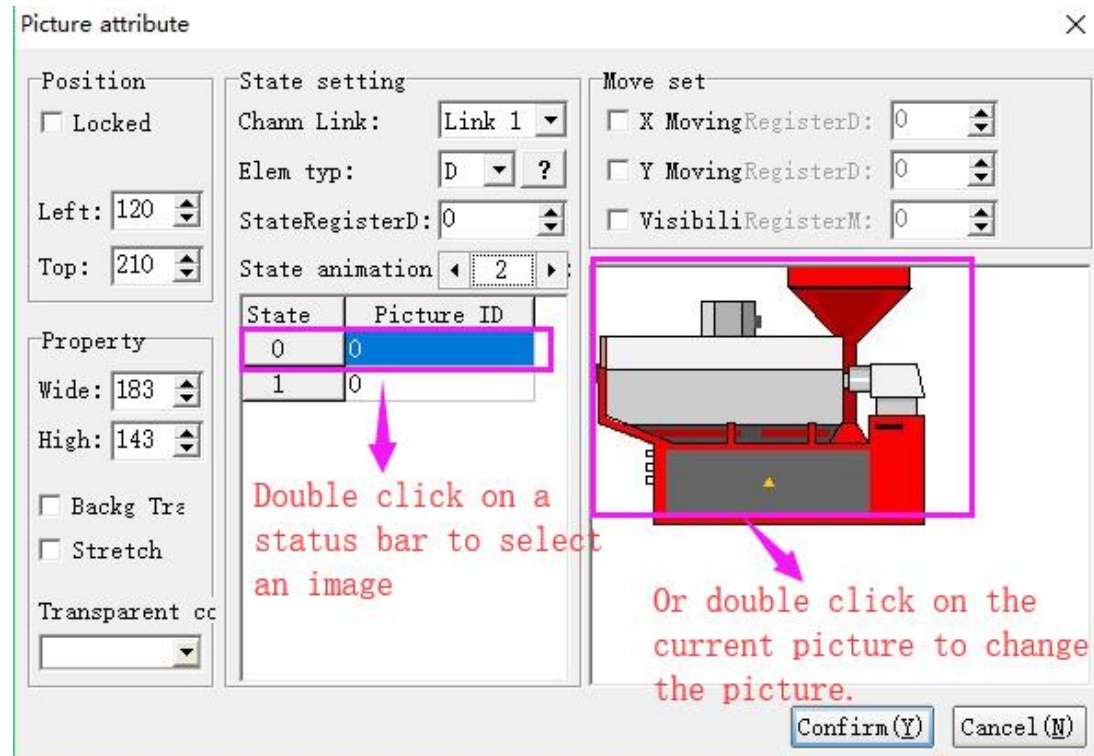 Picture attribute
Position
Locked
Left: 120
Top: 210
Property
Wide: 183
High: 143
Backg Tra
Stretch
Transparent cc
State setting
Chann Link: Link 1
Elem typ: D ?
StateRegisterD: 0
State animation 2 :
State Picture ID
0 0
1 0
Double click on a
status bar to select
an image
Move set
X MovingRegisterD: 0
Y MovingRegisterD: 0
VisibiliRegisterM: 0
Or double click on the
current picture to change
the picture.
Confirm(Y) Cancel(N)